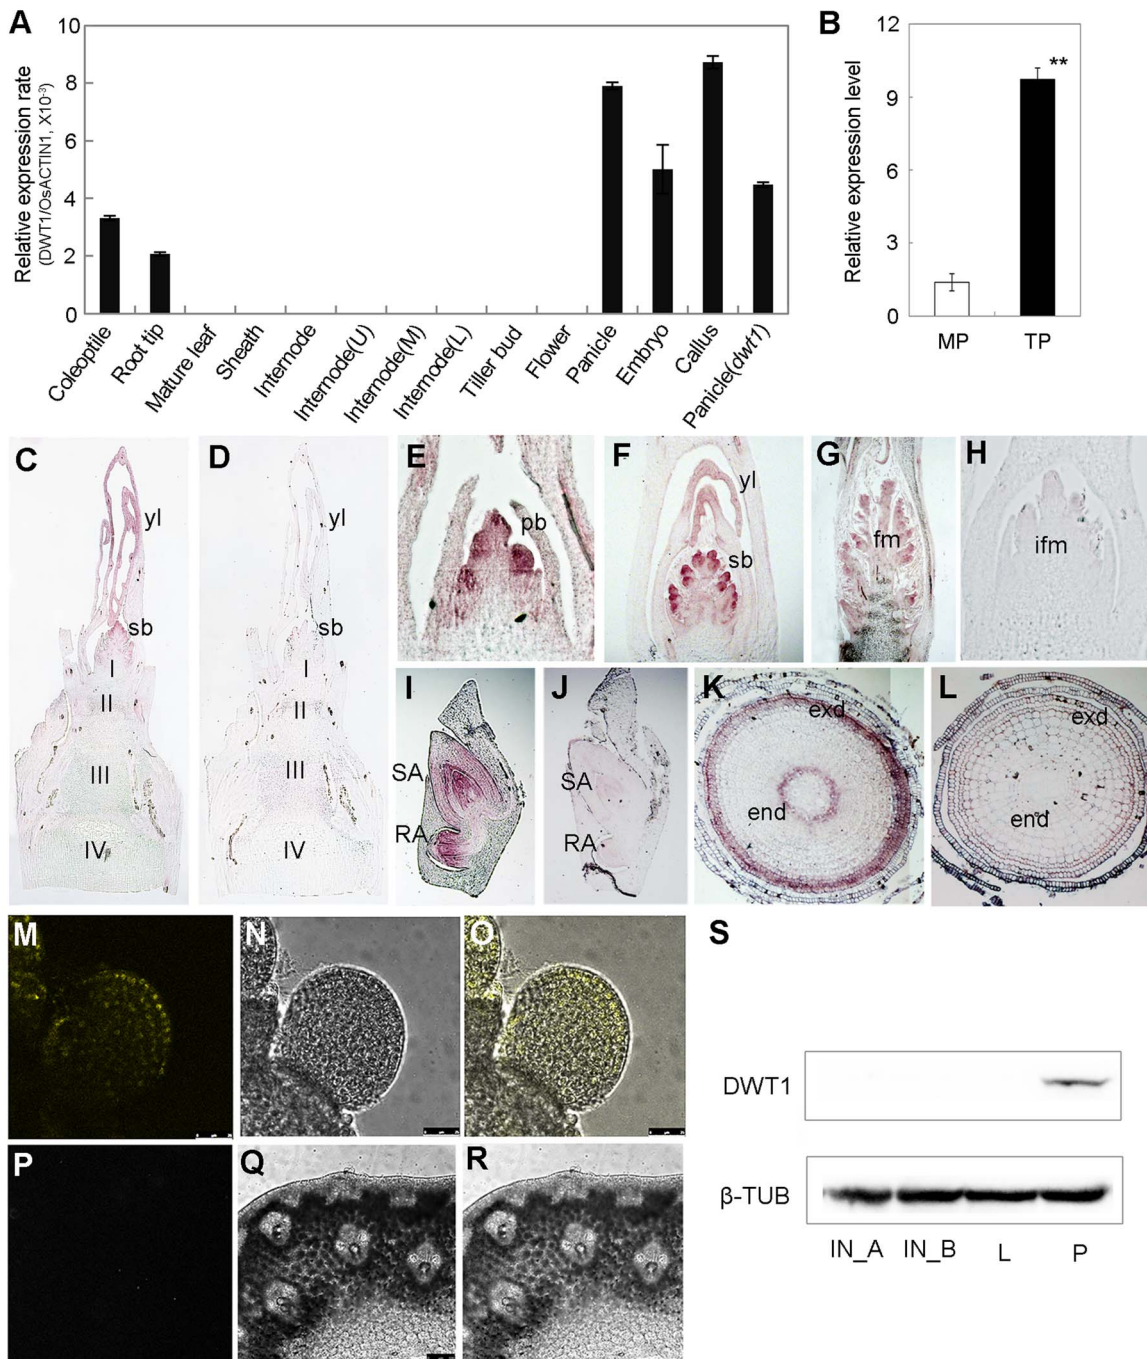 A
Relative expression rate
(DWT1/OsACTIN1, X10⁻³)
10
8
6
4
2
0
Coleoptile
Root tip
Mature leaf
Sheath
Internode
Internode(U)
Internode(M)
Internode(L)
Tiller bud
Flower
Panicle
Embryo
Callus
Panicle(dwt1)
B
Relative expression level
12
9
6
3
0
**
MP
TP
C
yl
sb
I
II
III
IV
D
yl
sb
I
II
III
IV
E
pb
F
yl
sb
G
fm
H
ifm
I
SA
RA
J
SA
RA
K
exd
end
L
exd
end
M
N
O
P
Q
R
S
DWT1
β-TUB
IN_A
IN_B
L
P